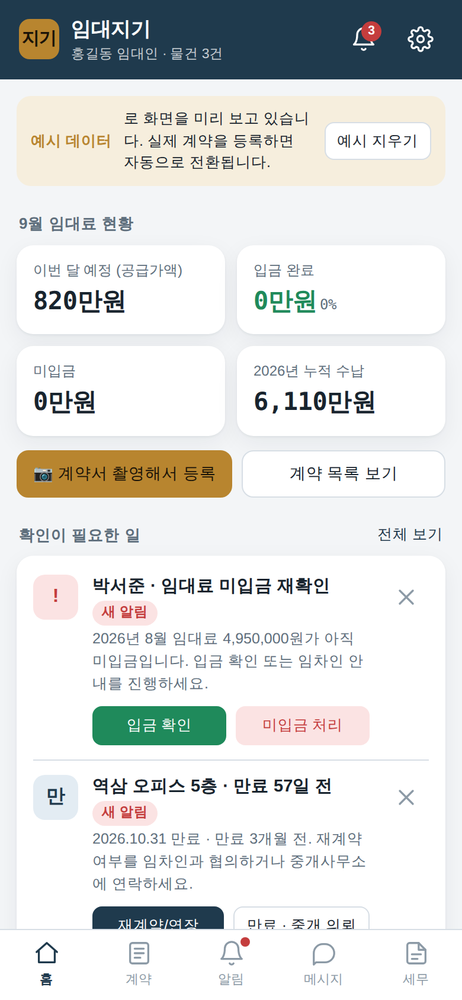 지기
임대지기
홍길동 임대인 · 물건 3건
3
예시 데이터
로 화면을 미리 보고 있습니
다. 실제 계약을 등록하면
자동으로 전환됩니다.
예시 지우기
9월 임대료 현황
이번 달 예정 (공급가액)
820만원
입금 완료
0만원 0%
미입금
0만원
2026년 누적 수납
6,110만원
📷 계약서 촬영해서 등록
계약 목록 보기
확인이 필요한 일
전체 보기
!
박서준 · 임대료 미입금 재확인
새 알림
2026년 8월 임대료 4,950,000원가 아직
미입금입니다. 입금 확인 또는 임차인 안
내를 진행하세요.
입금 확인
미입금 처리
만
역삼 오피스 5층 · 만료 57일 전
새 알림
2026.10.31 만료 · 만료 3개월 전. 재계약
여부를 임차인과 협의하거나 중개사무소
에 연락하세요.
재계약/연장
만료 · 중개 의뢰
홈
계약
알림
메시지
세무